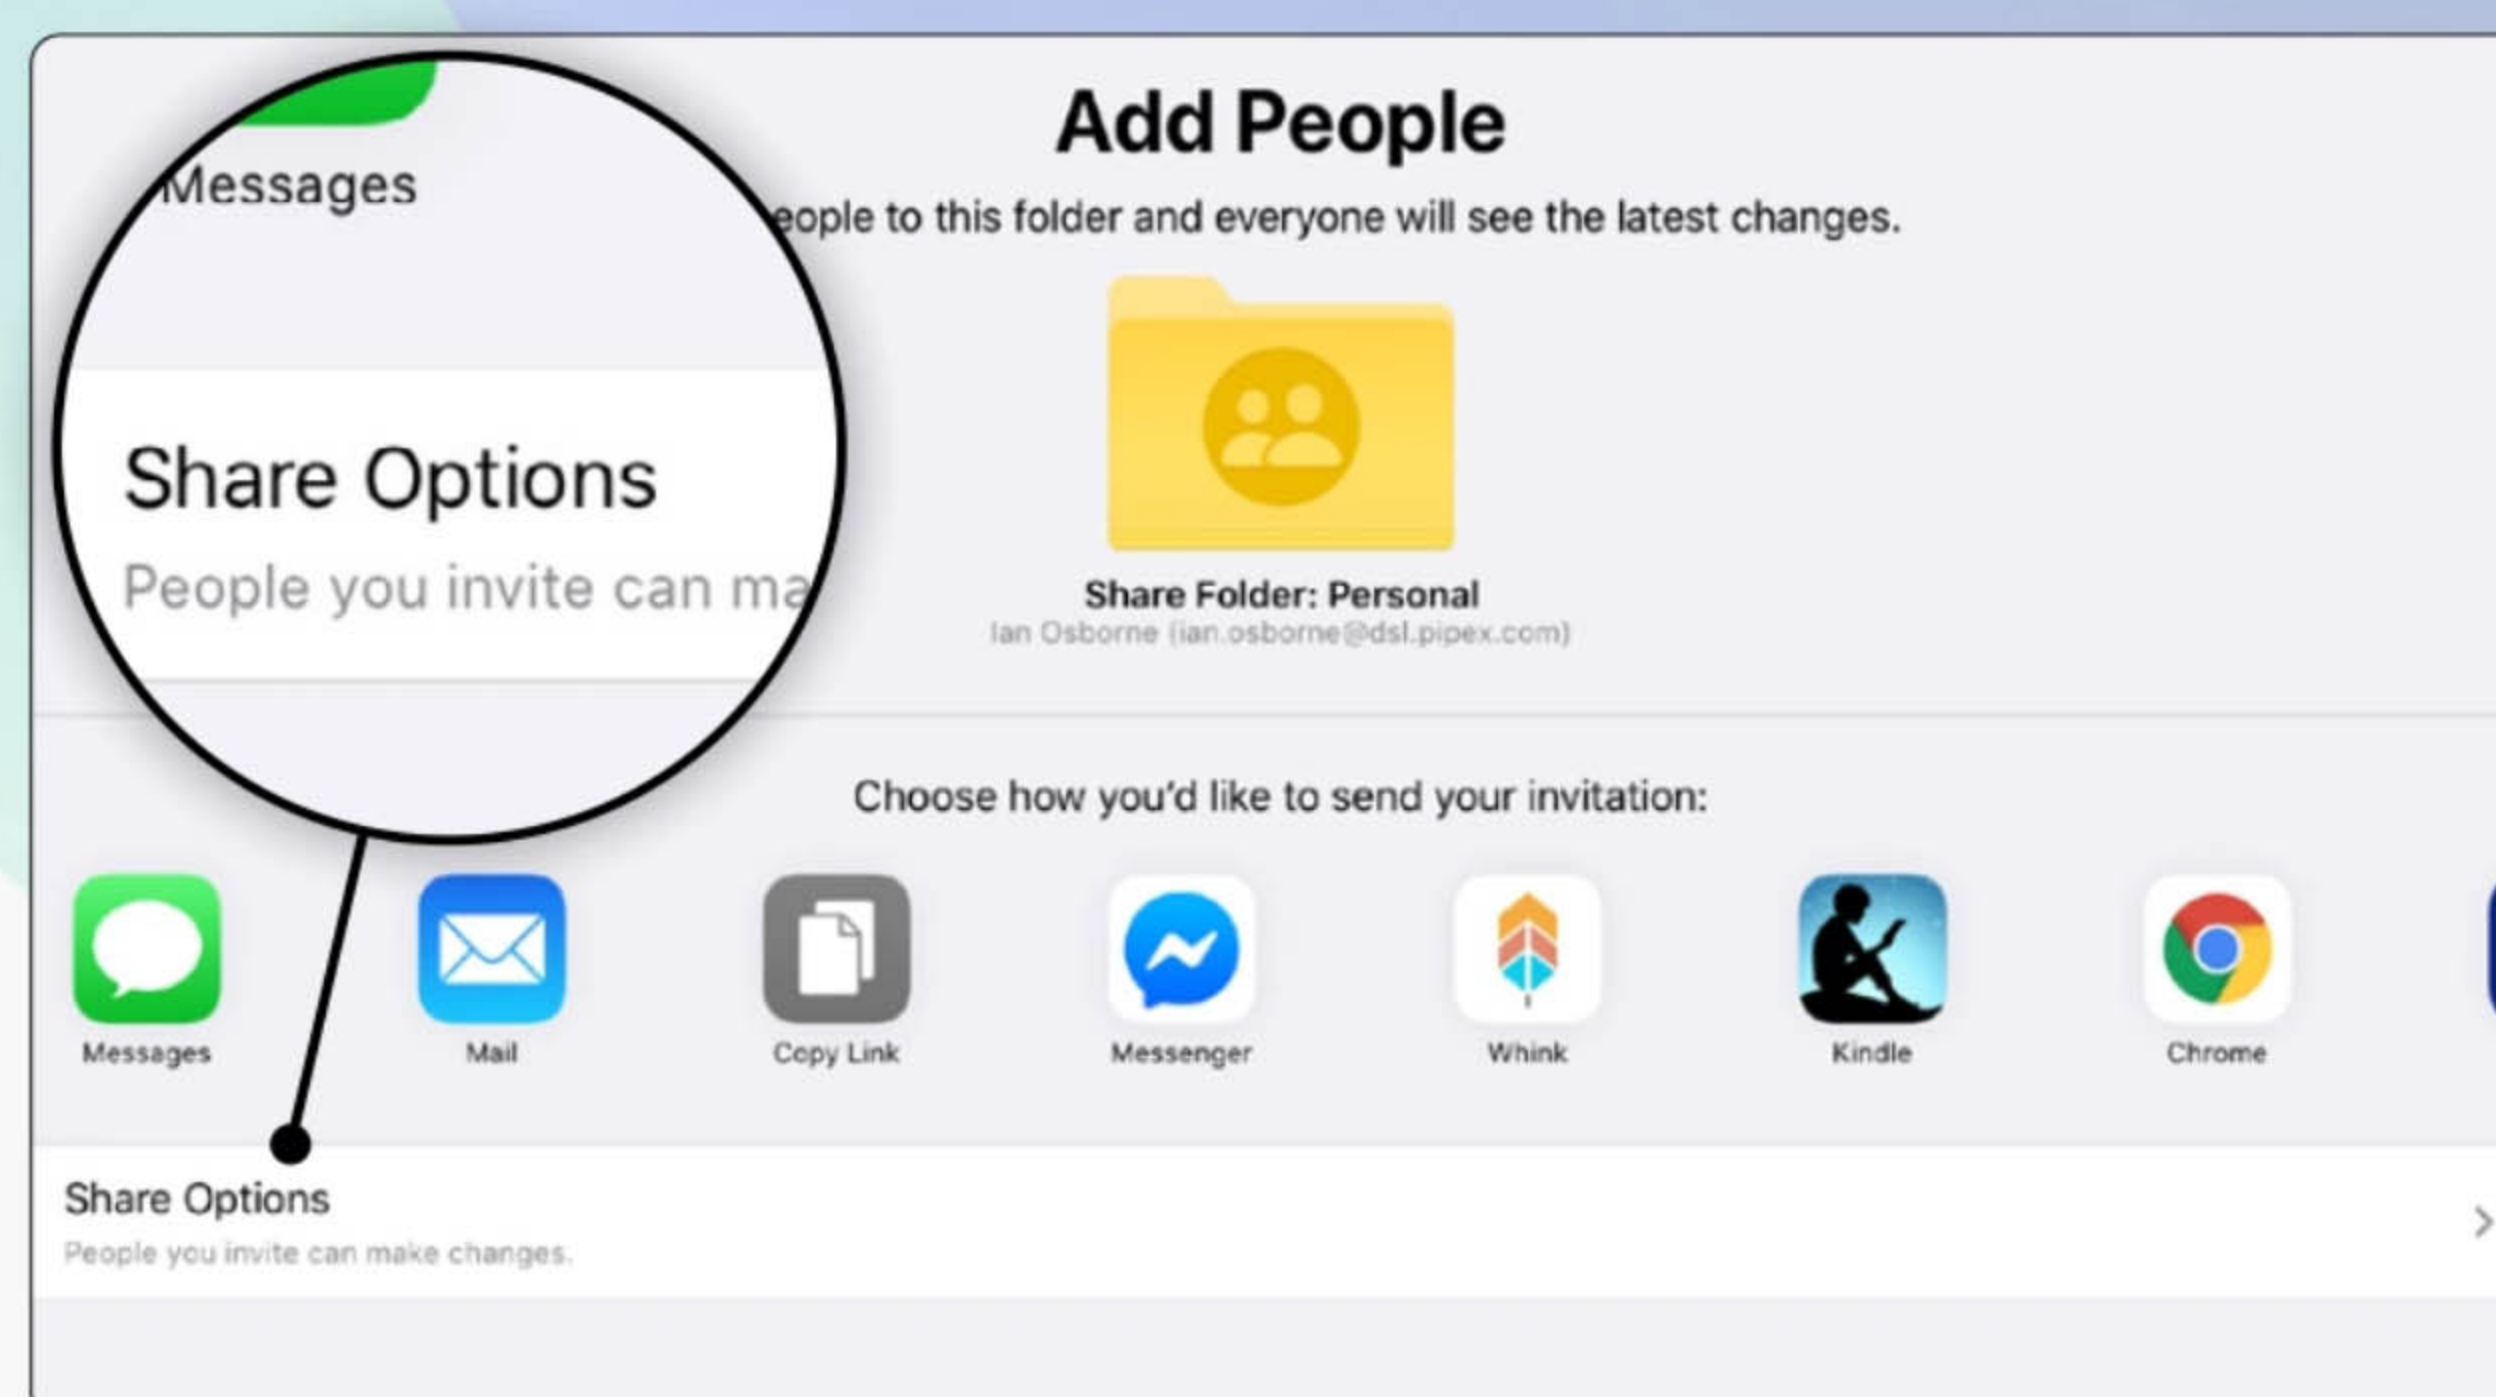 Add People
eople to this folder and everyone will see the latest changes.
Messages
Share Options
People you invite can ma
Share Folder: Personal
Ian Osborne (ian.osborne@dsl.pipex.com)
Choose how you'd like to send your invitation:
Messages
Mail
Copy Link
Messenger
Whink
Kindle
Chrome
Share Options
People you invite can make changes.